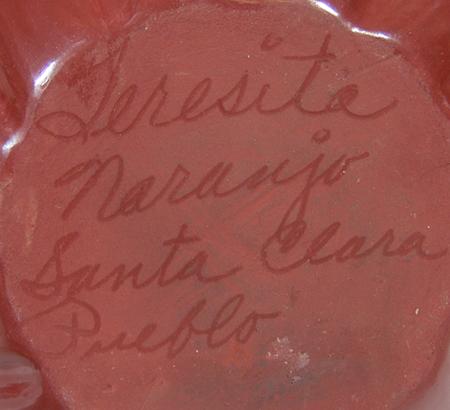 Teresita
Naranjo
Santa Clara
Pueblo